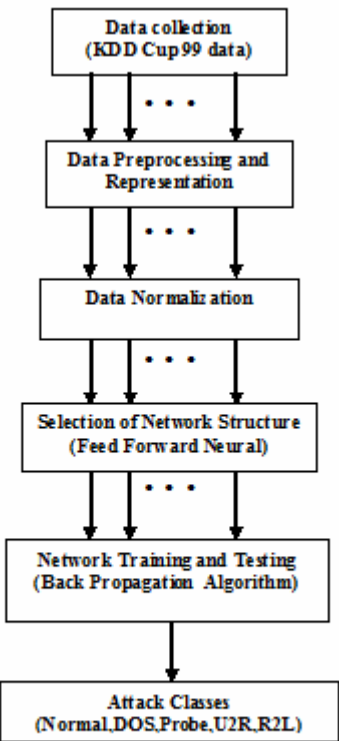 Data collection
(KDD Cup99 data)
Data Preprocessing and
Representation
Data Normalization
Selection of Network Structure
(Feed Forward Neural)
Network Training and Testing
(Back Propagation Algorithm)
Attack Classes
(Normal,DOS,Probe,U2R,R2L)